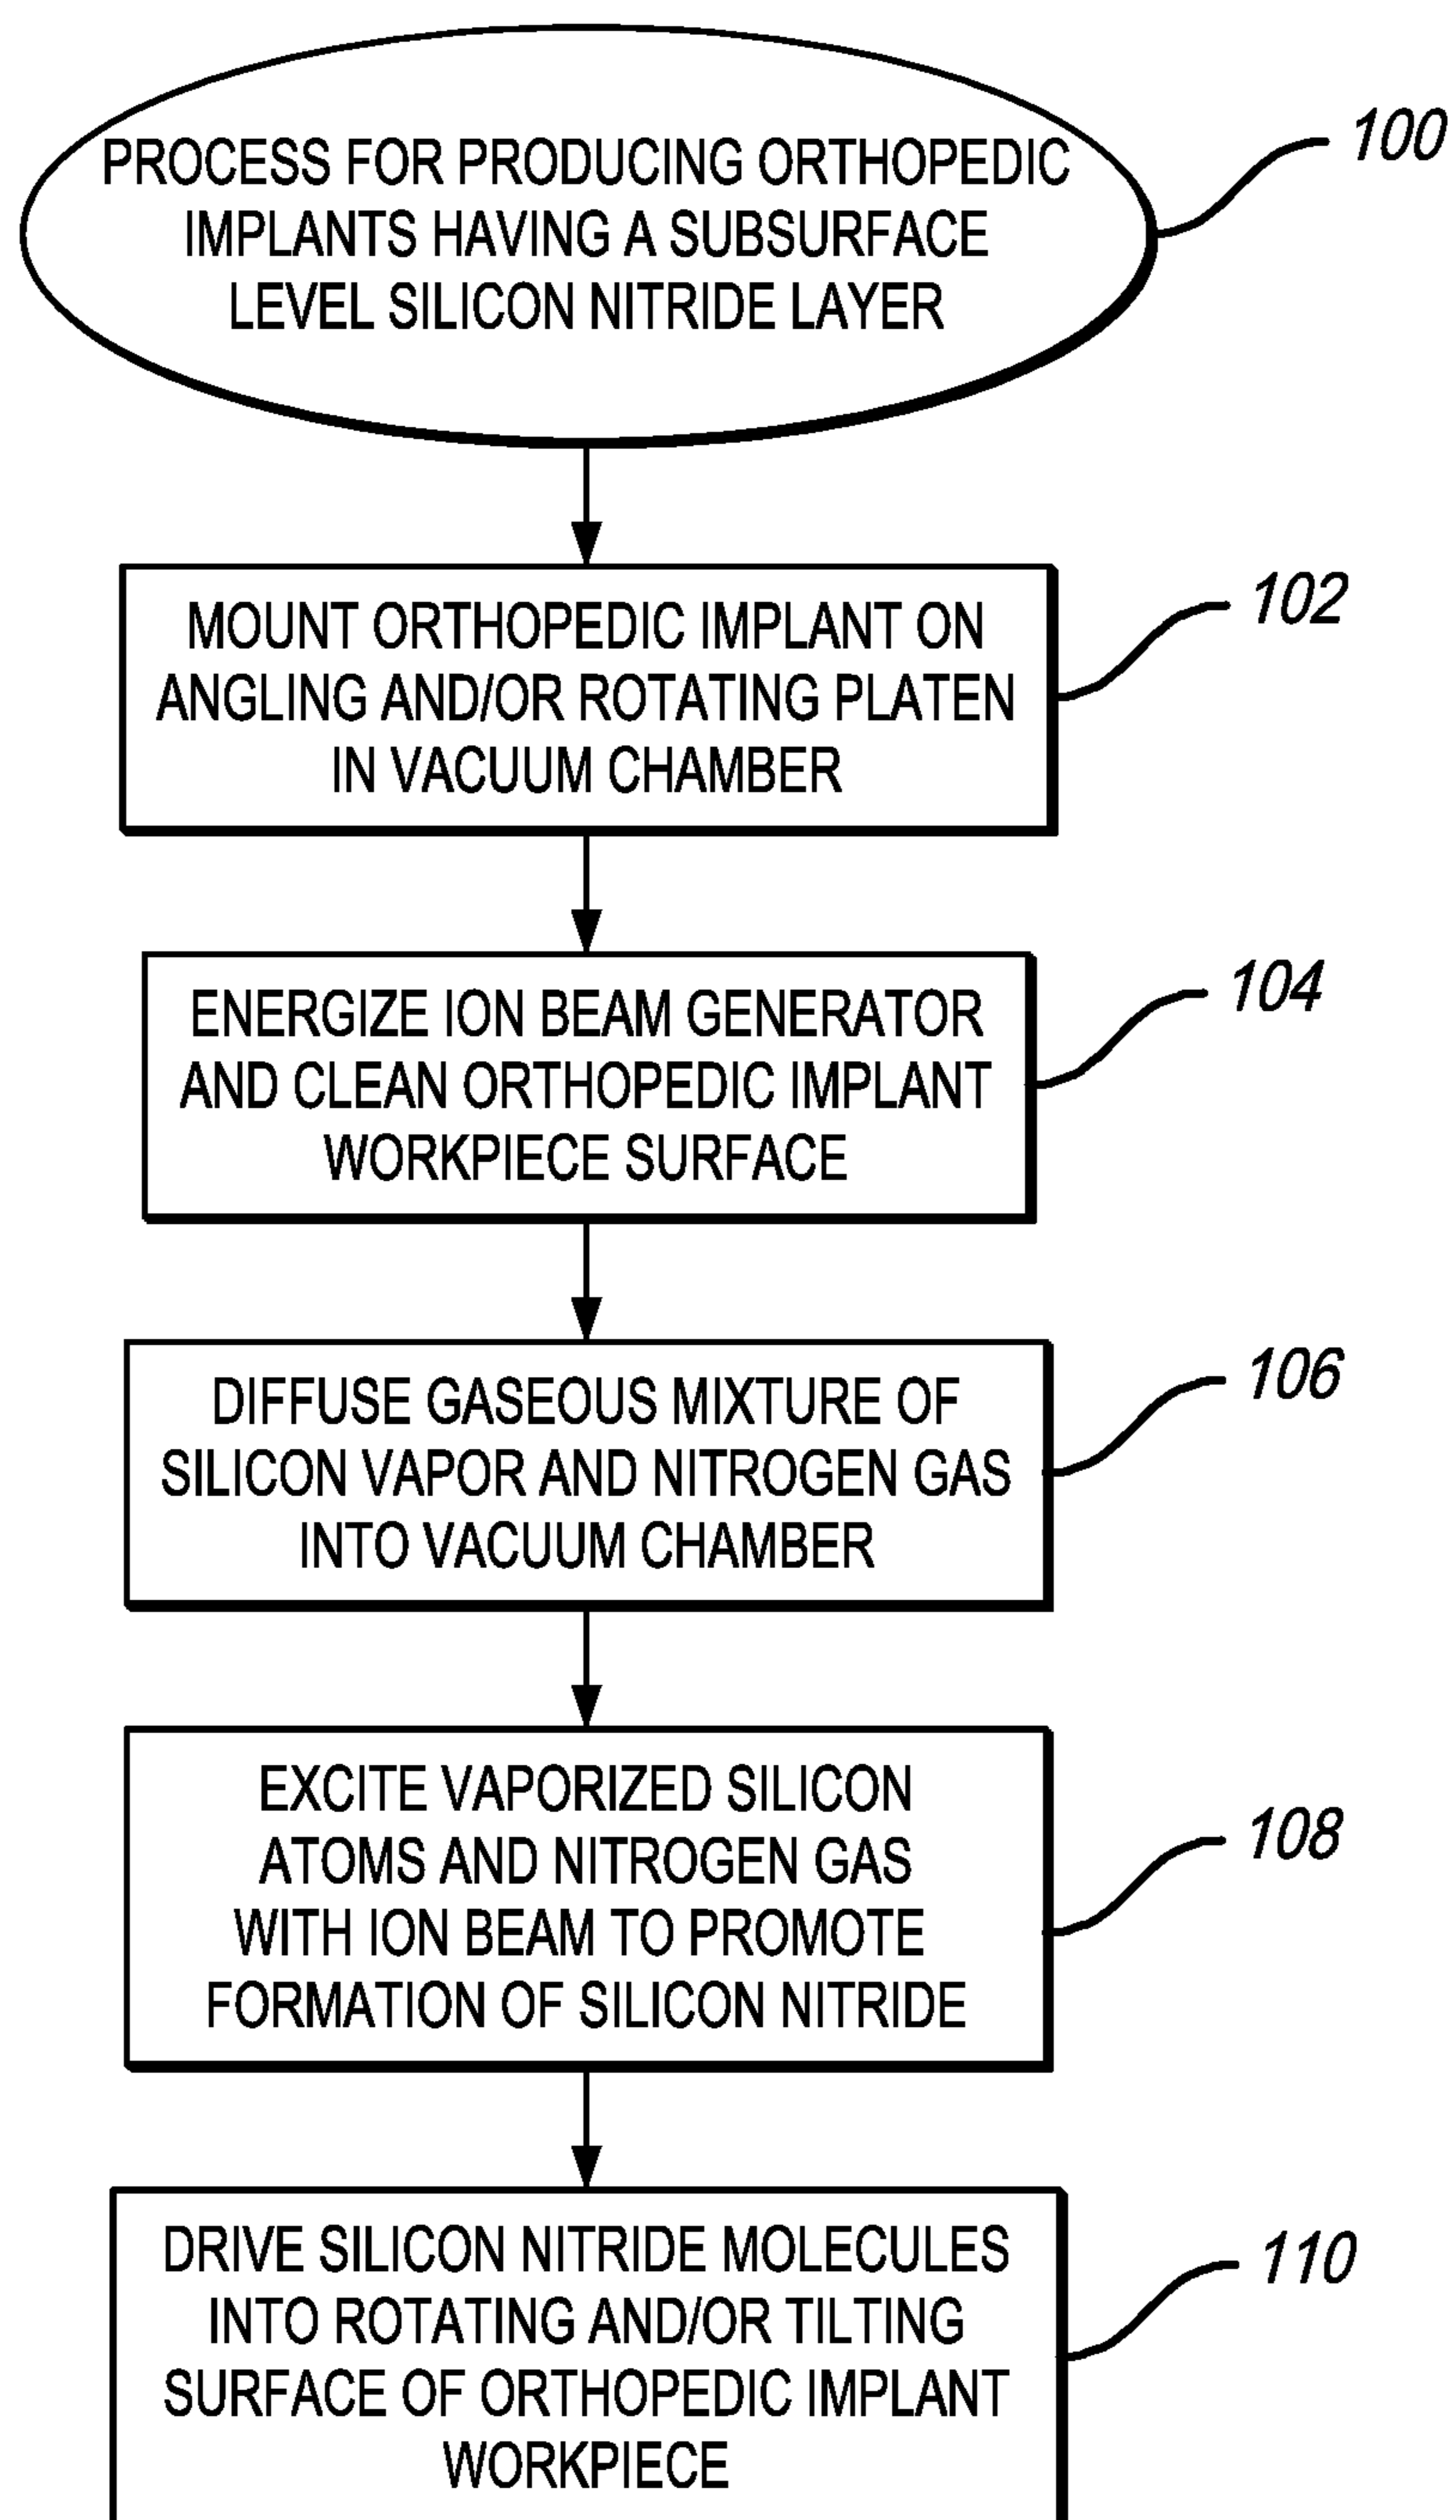 PROCESS FOR PRODUCING ORTHOPEDIC
IMPLANTS HAVING A SUBSURFACE
LEVEL SILICON NITRIDE LAYER
100
MOUNT ORTHOPEDIC IMPLANT ON
ANGLING AND/OR ROTATING PLATEN
IN VACUUM CHAMBER
102
ENERGIZE ION BEAM GENERATOR
AND CLEAN ORTHOPEDIC IMPLANT
WORKPIECE SURFACE
104
DIFFUSE GASEOUS MIXTURE OF
SILICON VAPOR AND NITROGEN GAS
INTO VACUUM CHAMBER
106
EXCITE VAPORIZED SILICON
ATOMS AND NITROGEN GAS
WITH ION BEAM TO PROMOTE
FORMATION OF SILICON NITRIDE
108
DRIVE SILICON NITRIDE MOLECULES
INTO ROTATING AND/OR TILTING
SURFACE OF ORTHOPEDIC IMPLANT
WORKPIECE
110